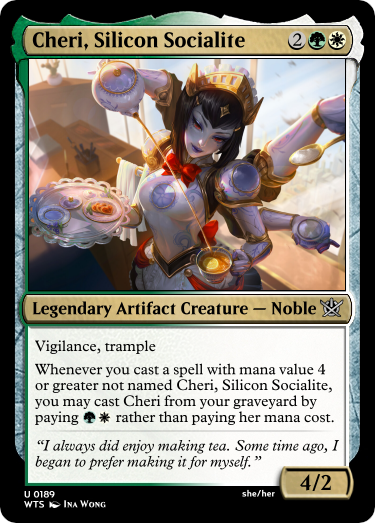 Cheri, Silicon Socialite 2
Legendary Artifact Creature — Noble
Vigilance, trample
Whenever you cast a spell with mana value 4
or greater not named Cheri, Silicon Socialite,
you may cast Cheri from your graveyard by
paying rather than paying her mana cost.
“I always did enjoy making tea. Some time ago, I
began to prefer making it for myself.”
4/2
U 0189 she/her
WTS Ina Wong